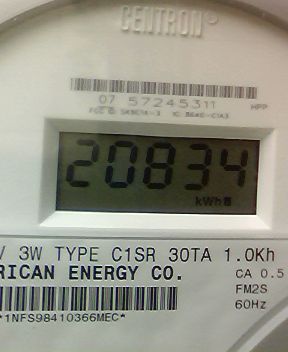 CENTRON®
07 57245311 HPP
20834
kWh
V 3W TYPE C1SR 30TA 1.0Kh
RICAN ENERGY CO. CA 0.5
FM2S
60Hz
*1NFS98410366MEC*